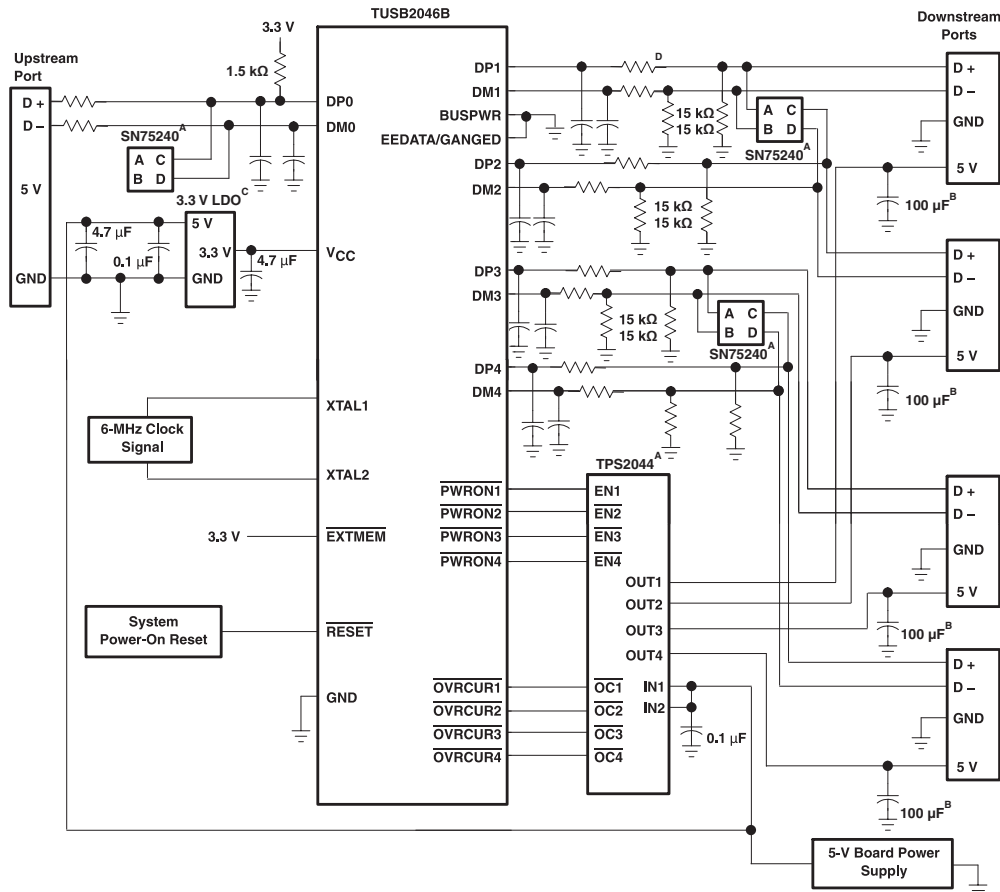 TUSB2046B
Downstream
Ports
3.3 V
1.5 kΩ
Upstream
Port
D +
D –
5 V
GND
SN75240 A
A C
B D
3.3 V LDO C
5 V
3.3 V
GND
4.7 μF
0.1 μF
4.7 μF
DP0
DM0
VCC
XTAL1
6-MHz Clock
Signal
XTAL2
3.3 V
EXTMEM
System
Power-On Reset
RESET
GND
DP1
DM1
BUSPWR
EEDATA/GANGED
DP2
DM2
DP3
DM3
DP4
DM4
PWRON1
PWRON2
PWRON3
PWRON4
OVRCUR1
OVRCUR2
OVRCUR3
OVRCUR4
D
15 kΩ
15 kΩ
A C
B D
SN75240 A
15 kΩ
15 kΩ
15 kΩ
15 kΩ
A C
B D
SN75240 A
TPS2044 A
EN1
EN2
EN3
EN4
OUT1
OUT2
OUT3
OUT4
OC1
OC2
OC3
OC4
IN1
IN2
0.1 μF
D +
D –
GND
5 V
100 µF B
D +
D –
GND
5 V
100 µF B
D +
D –
GND
5 V
100 µF B
D +
D –
GND
5 V
100 µF B
5-V Board Power
Supply